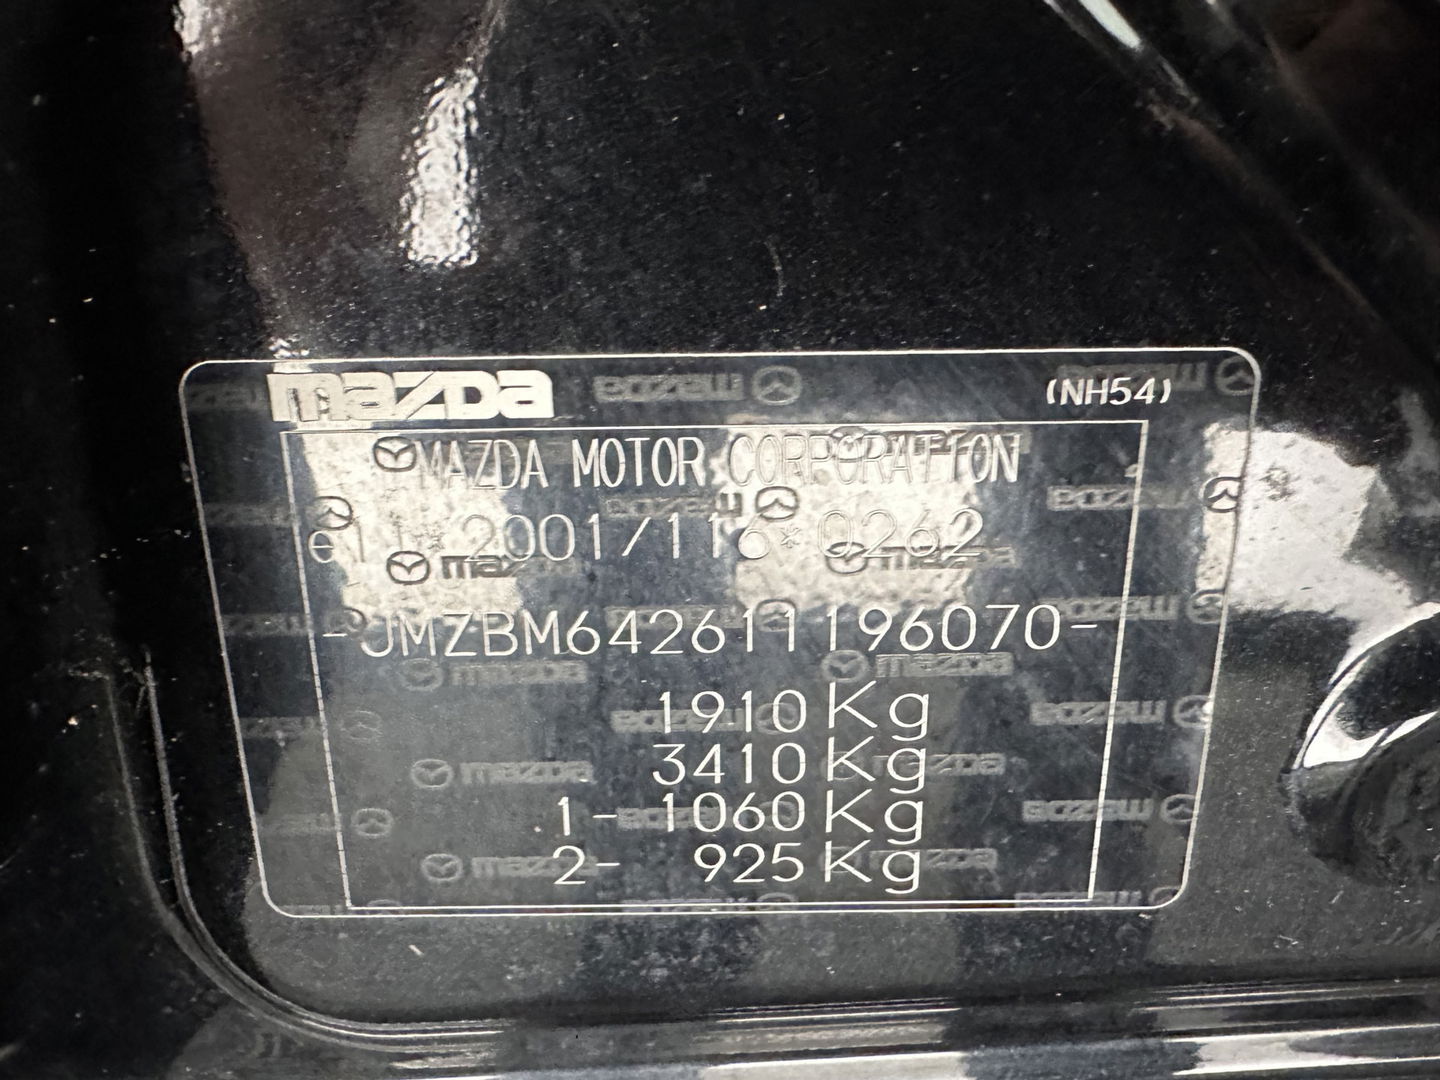 mazda (NH54)
MAZDA MOTOR CORPORATION
e11*2001/116*0262
-JMZBM642611196070-
1910Kg
3410Kg
1- 1060Kg
2- 925Kg